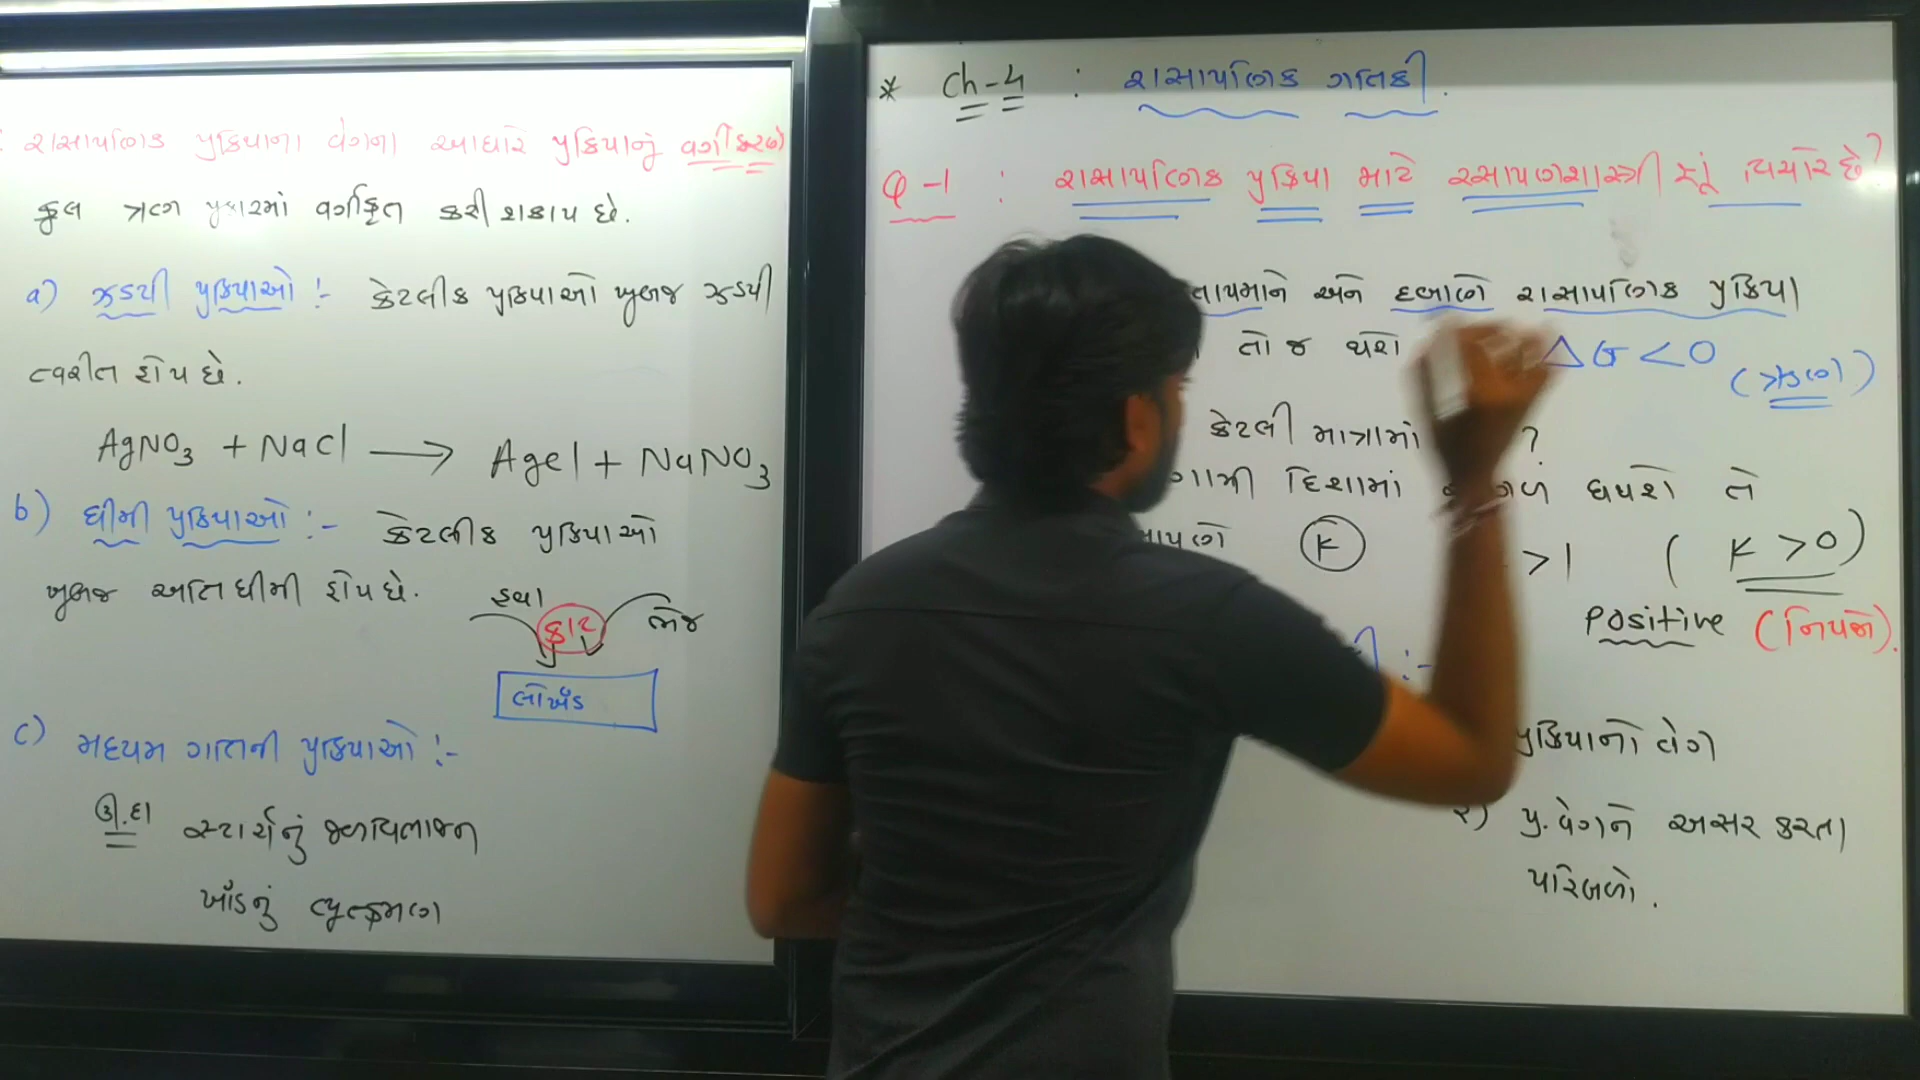 રાસાયણિક પ્રક્રિયાના વેગના આધારે પ્રક્રિયાનું વર્ગીકરણ
કુલ ત્રણ પ્રકારમાં વર્ગીકૃત કરી શકાય છે.
a) ઝડપી પ્રક્રિયાઓ :- કેટલીક પ્રક્રિયાઓ ખુબજ ઝડપી
ત્વરીત હોય છે.
AgNO3 + NaCl → AgCl + NaNO3
b) ધીમી પ્રક્રિયાઓ :- કેટલીક પ્રક્રિયાઓ
ખુબજ અતિ ધીમી હોય છે.
હવા કાટ ભેજ
લોખંડ
c) મધ્યમ ગતિની પ્રક્રિયાઓ :-
ઊ.દા સ્ટાર્ચનું જળવિભાજન
ખાંડનું વ્યુત્ક્રમણ
* Ch-4 : રાસાયણિક ગતિકી.
Q-1 : રાસાયણિક પ્રક્રિયા માટે રસાયણશાસ્ત્રી શું વિચારે છે?
તાપમાને અને દબાણે રાસાયણિક પ્રક્રિયા
તો જ થશે ΔG < 0 (ઋણ)
કેટલી માત્રામાં ?
ગામી દિશામાં ધપશે તે
K >1 ( K > 0 )
Positive (નિપજો).
:-
પ્રક્રિયાનો વેગ
૨) પ્ર. વેગને અસર કરતા
પરિબળો.